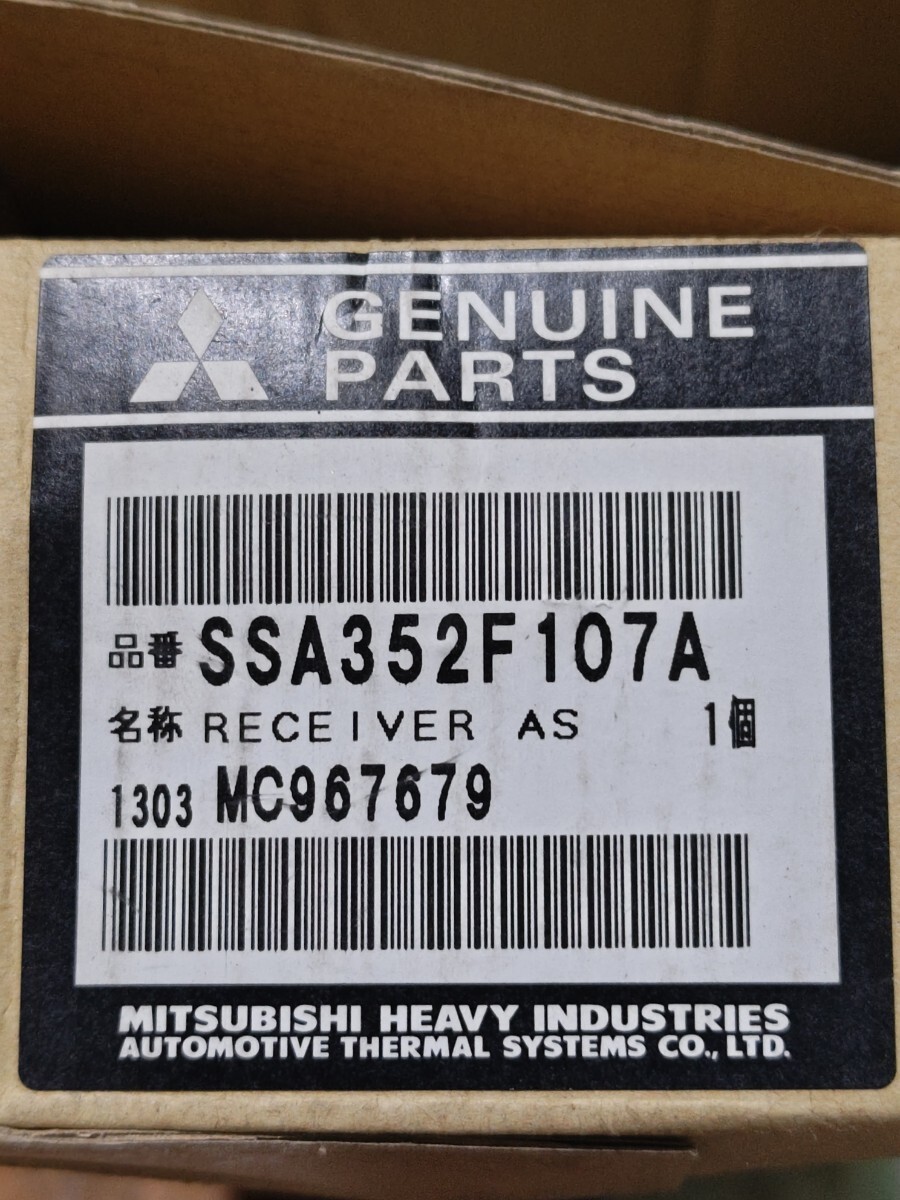 GENUINE
PARTS
品番 SSA352F107A
名称 RECEIVER AS 1個
1303 MC967679
MITSUBISHI HEAVY INDUSTRIES
AUTOMOTIVE THERMAL SYSTEMS CO., LTD.